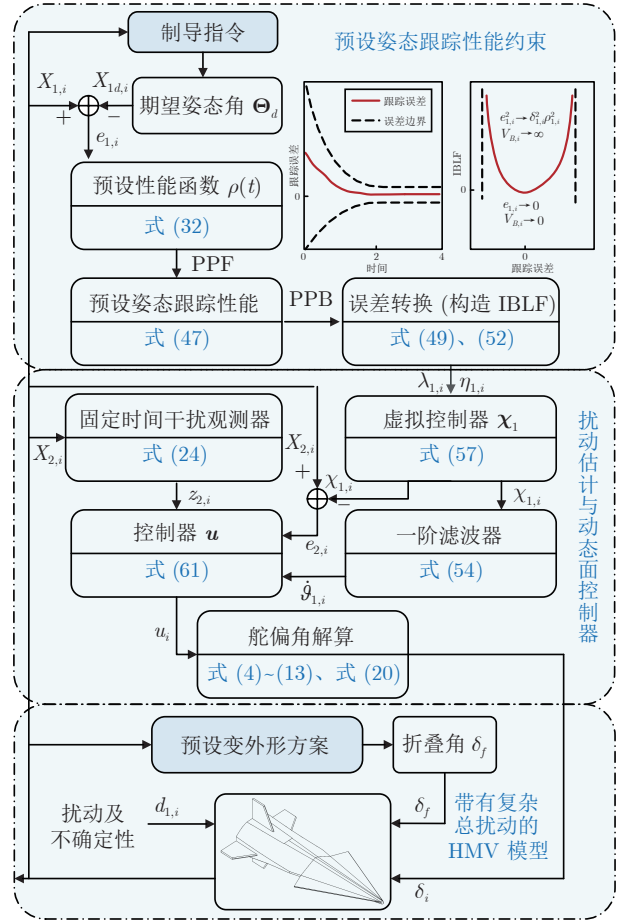 制导指令
预设姿态跟踪性能约束
X₁,ᵢ
X₁d,ᵢ
+
−
期望姿态角 Θ_d
e₁,ᵢ
预设性能函数 ρ(t)
式 (32)
跟踪误差
误差边界
跟踪误差
0
0
2
4
时间
e²₁,ᵢ→δ²₁,ᵢρ²₁,ᵢ
V_B,ᵢ→∞
IBLF
0
e₁,ᵢ→0
V_B,ᵢ→0
0
跟踪误差
PPF
预设姿态跟踪性能
式 (47)
PPB
误差转换 (构造 IBLF)
式 (49)、(52)
λ₁,ᵢ
η₁,ᵢ
固定时间干扰观测器
式 (24)
X₂,ᵢ
X₂,ᵢ
+
虚拟控制器 χ₁
式 (57)
扰动估计与动态面控制器
z₂,ᵢ
χ₁,ᵢ
−
χ₁,ᵢ
控制器 u
式 (61)
e₂,ᵢ
一阶滤波器
式 (54)
ϑ̇₁,ᵢ
uᵢ
舵偏角解算
式 (4)~(13)、式 (20)
预设变外形方案
折叠角 δ_f
扰动及
不确定性
d₁,ᵢ
δ_f
带有复杂
总扰动的
HMV 模型
δᵢ